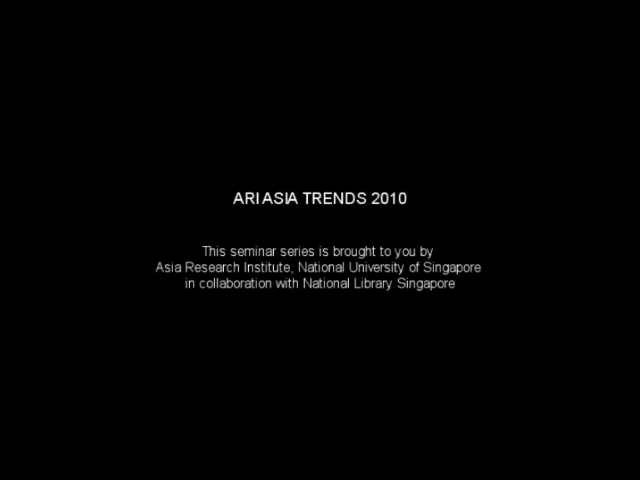 ARI ASIA TRENDS 2010
This seminar series is brought to you by
Asia Research Institute, National University of Singapore
in collaboration with National Library Singapore